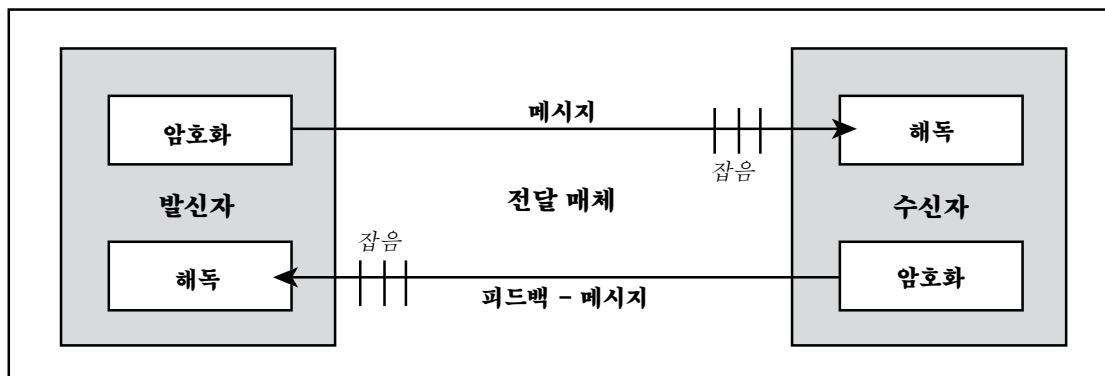 메시지
암호화
해독
잡음
발신자
전달 매체
수신자
잡음
해독
암호화
피드백 – 메시지